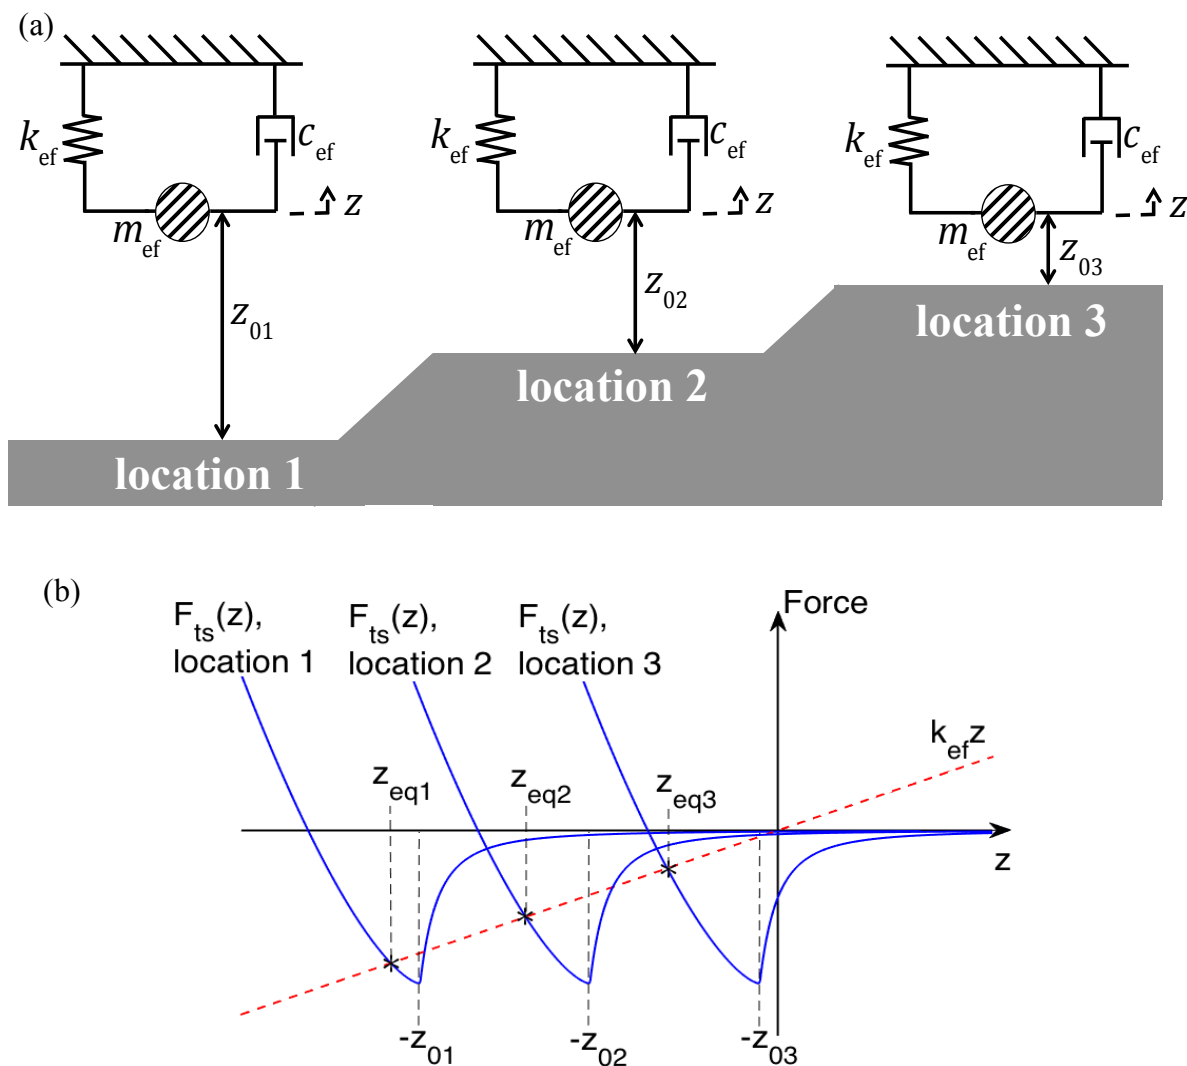 (a)
k_ef c_ef m_ef z z_01
k_ef c_ef m_ef z z_02
k_ef c_ef m_ef z z_03
location 1
location 2
location 3
(b)
F_ts(z),
location 1
F_ts(z),
location 2
F_ts(z),
location 3
Force
k_ef z
z_eq1
z_eq2
z_eq3
z
-z_01
-z_02
-z_03